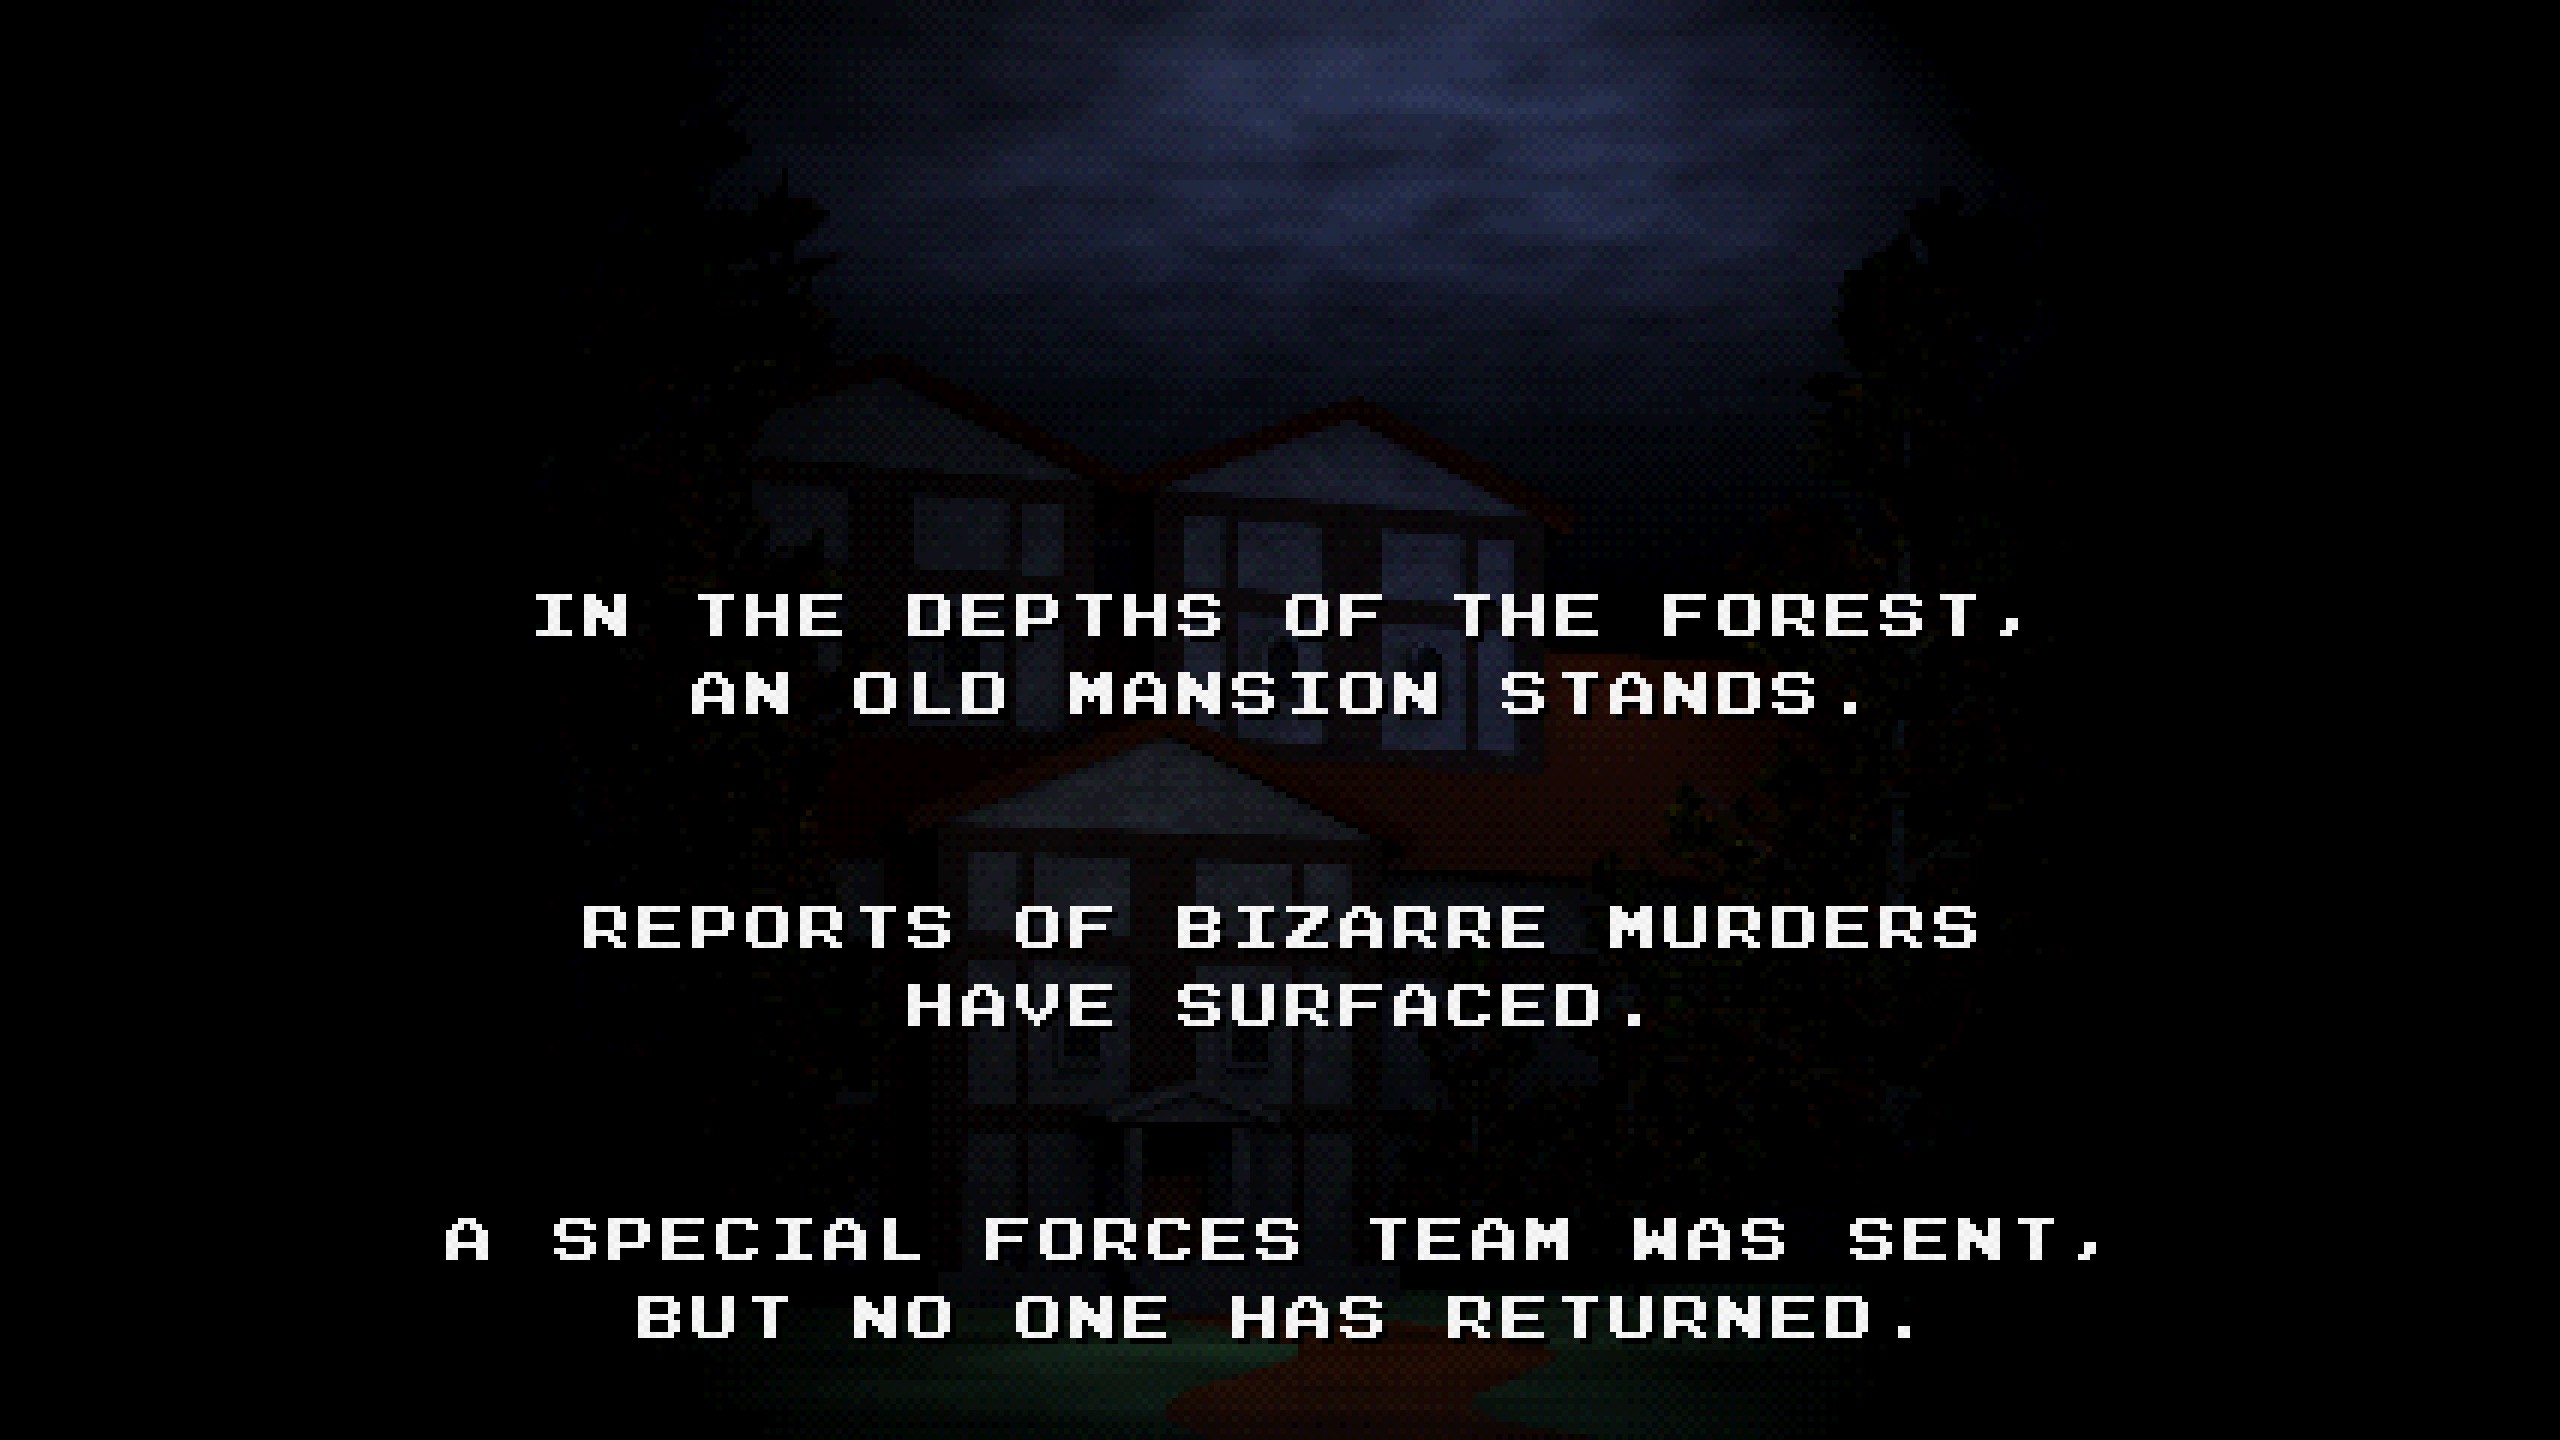 IN THE DEPTHS OF THE FOREST,
AN OLD MANSION STANDS.
REPORTS OF BIZARRE MURDERS
HAVE SURFACED.
A SPECIAL FORCES TEAM WAS SENT,
BUT NO ONE HAS RETURNED.